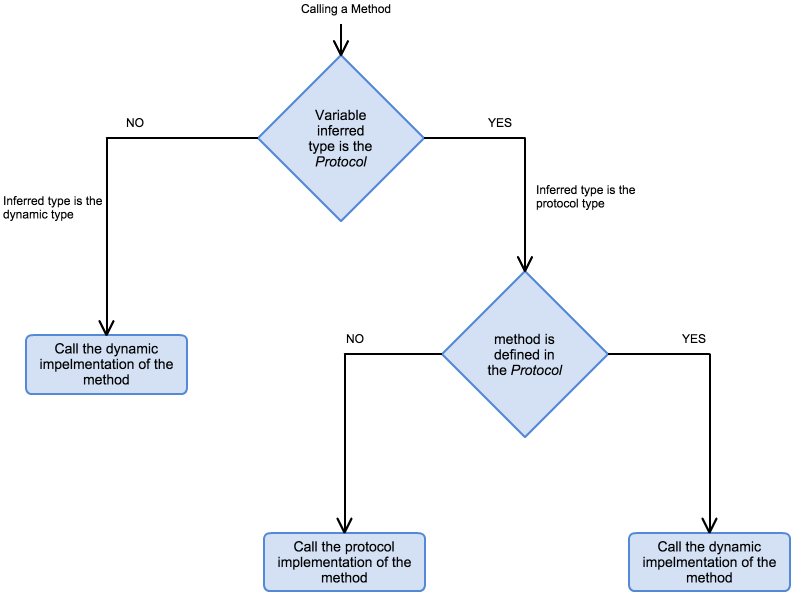 Calling a Method
Variable
inferred
type is the
Protocol
NO
YES
Inferred type is the
dynamic type
Inferred type is the
protocol type
Call the dynamic
impelmentation of the
method
method is
defined in
the Protocol
NO
YES
Call the protocol
implementation of the
method
Call the dynamic
impelmentation of the
method